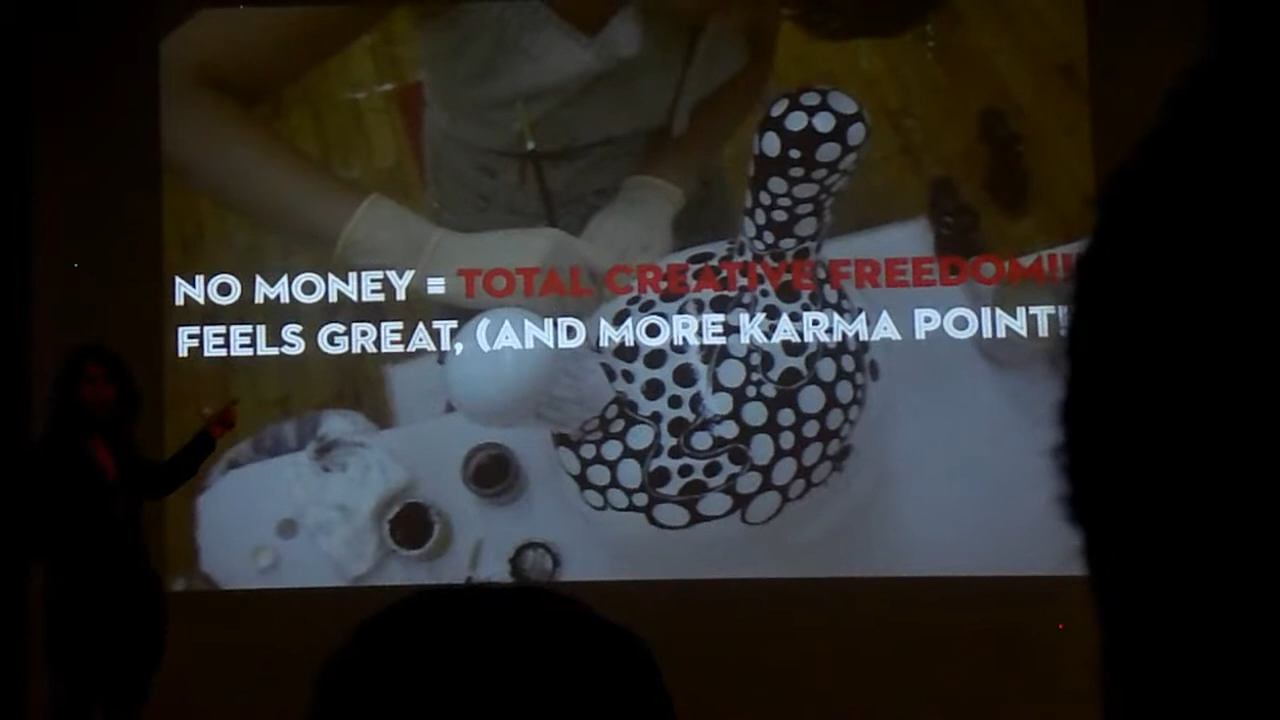 NO MONEY = TOTAL CREATIVE FREEDOM!!
FEELS GREAT, (AND MORE KARMA POINT!